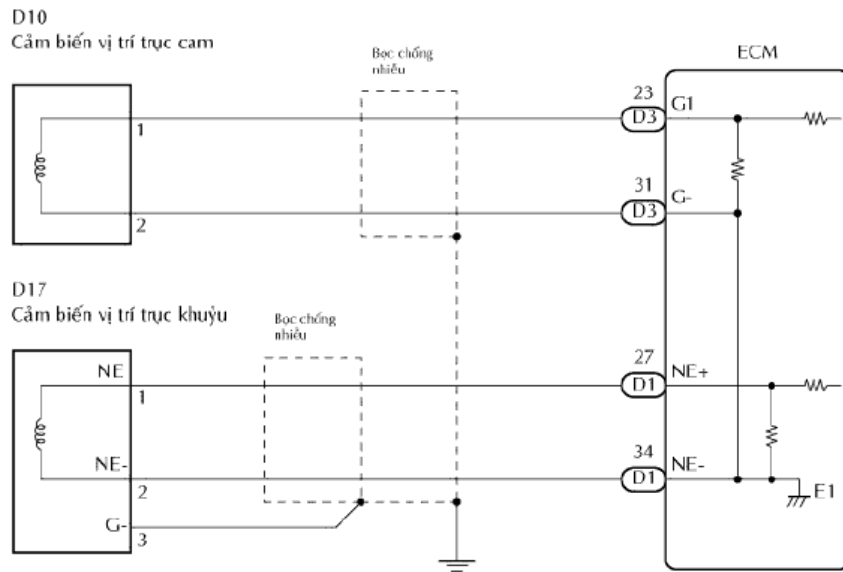 D10
Cảm biến vị trí trục cam
Bọc chống
nhiễu
ECM
1
23
D3
G1
2
31
D3
G-
D17
Cảm biến vị trí trục khuỷu
Bọc chống
nhiễu
NE
1
27
D1
NE+
NE-
2
34
D1
NE-
E1
G-
3